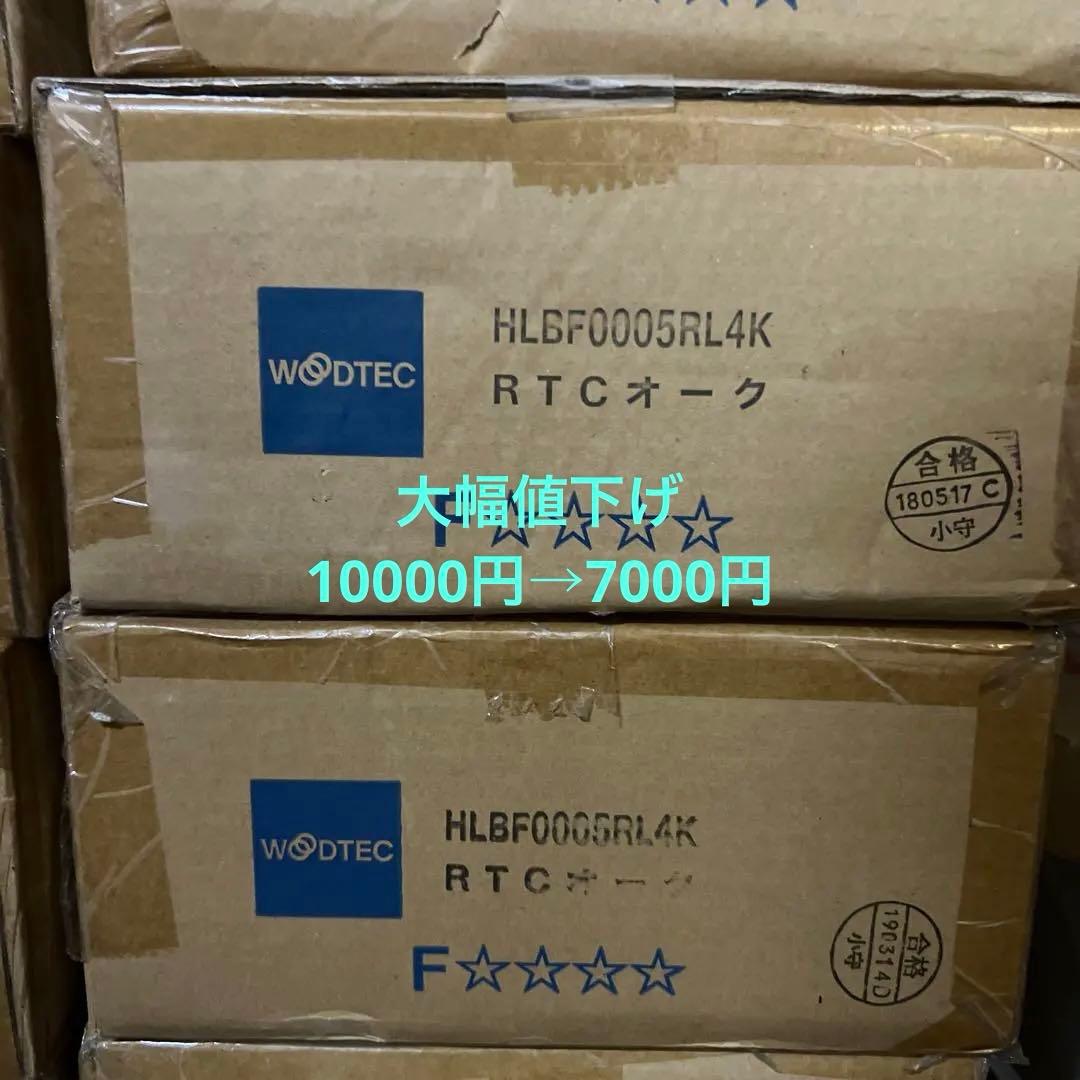 WOODTEC
HLBF0005RL4K
RTCオーク
合格
180517 C
小守
F☆☆☆☆
大幅値下げ
10000円→7000円
WOODTEC
HLBF0005RL4K
RTCオーク
F☆☆☆☆
合格
190314D
小守